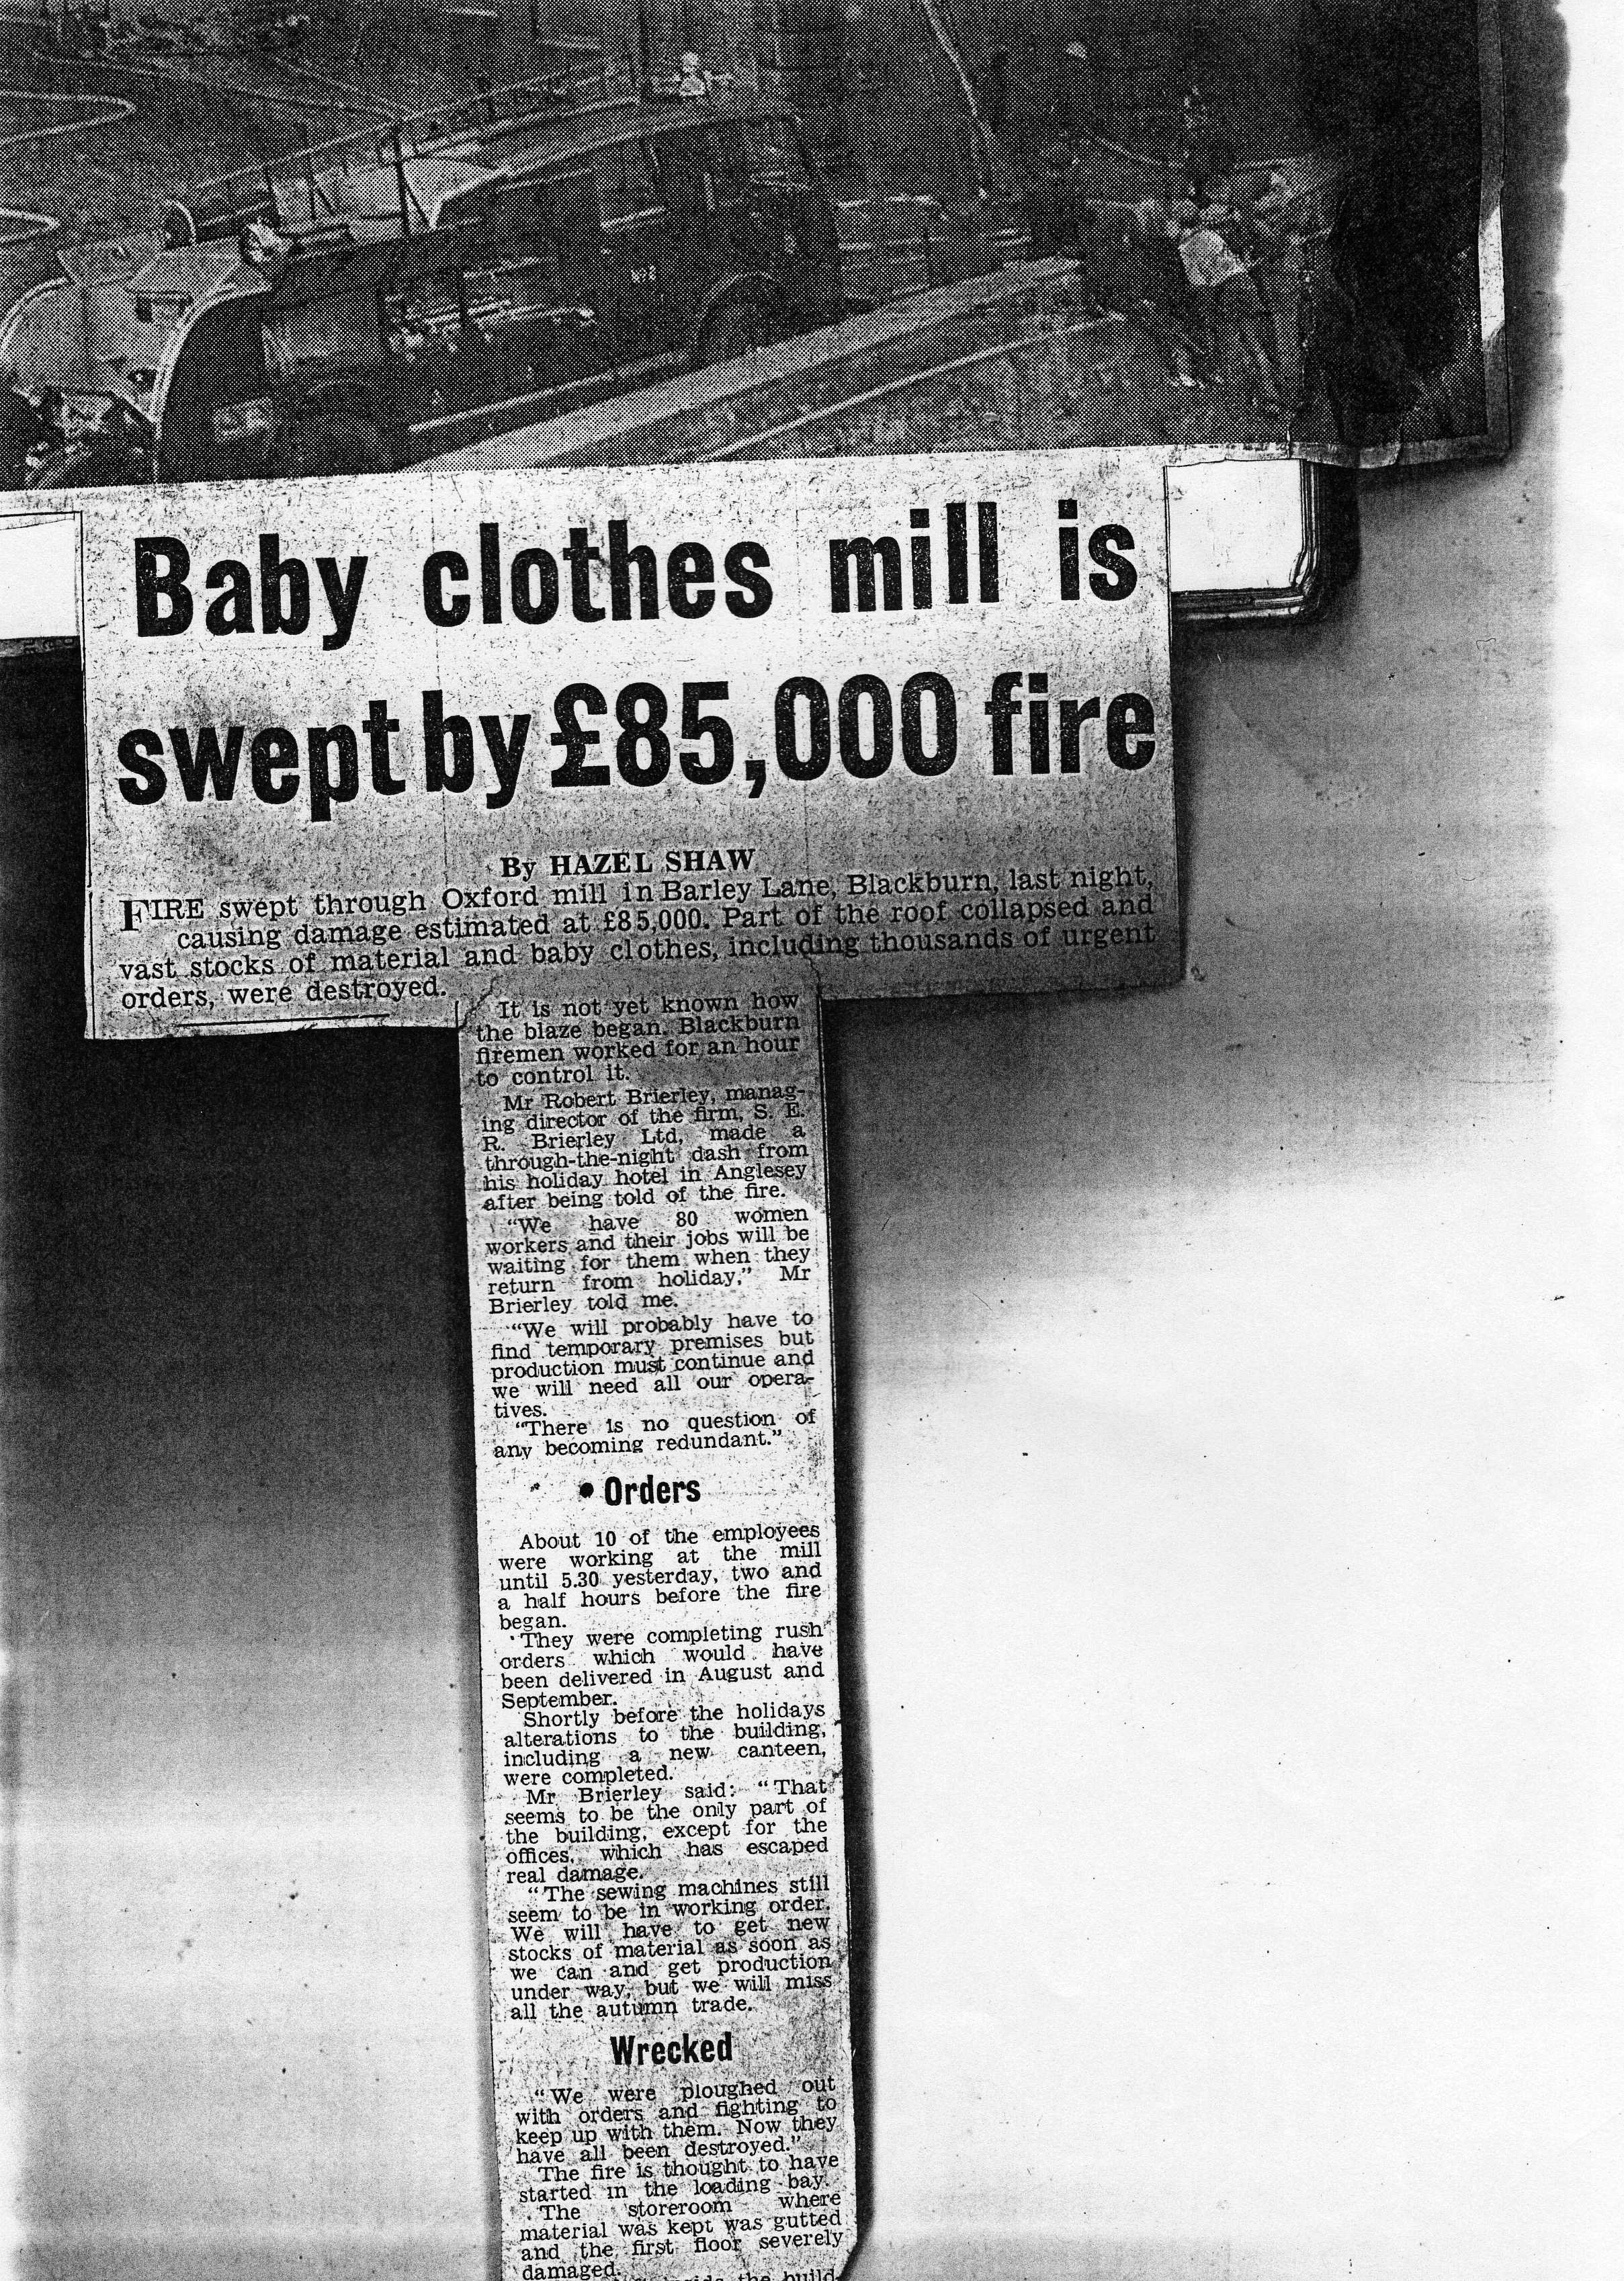 Baby clothes mill is
swept by £85,000 fire
By HAZEL SHAW
FIRE swept through Oxford mill in Barley Lane, Blackburn, last night,
causing damage estimated at £85,000. Part of the roof collapsed and
vast stocks of material and baby clothes, including thousands of urgent
orders, were destroyed.
It is not yet known how
the blaze began. Blackburn
firemen worked for an hour
to control it.
Mr Robert Brierley, manag-
ing director of the firm, S. E.
R. Brierley Ltd, made a
through-the-night dash from
his holiday hotel in Anglesey
after being told of the fire.
"We have 80 women
workers and their jobs will be
waiting for them when they
return from holiday," Mr
Brierley told me.
"We will probably have to
find temporary premises but
production must continue and
we will need all our opera-
tives.
"There is no question of
any becoming redundant."
• Orders
About 10 of the employees
were working at the mill
until 5.30 yesterday, two and
a half hours before the fire
began.
They were completing rush
orders which would have
been delivered in August and
September.
Shortly before the holidays
alterations to the building,
including a new canteen,
were completed.
Mr Brierley said: "That
seems to be the only part of
the building, except for the
offices, which has escaped
real damage.
"The sewing machines still
seem to be in working order.
We will have to get new
stocks of material as soon as
we can and get production
under way, but we will miss
all the autumn trade.
Wrecked
"We were ploughed out
with orders and fighting to
keep up with them. Now they
have all been destroyed."
The fire is thought to have
started in the loading bay.
The storeroom where
material was kept was gutted
and the first floor severely
damaged.
the build-